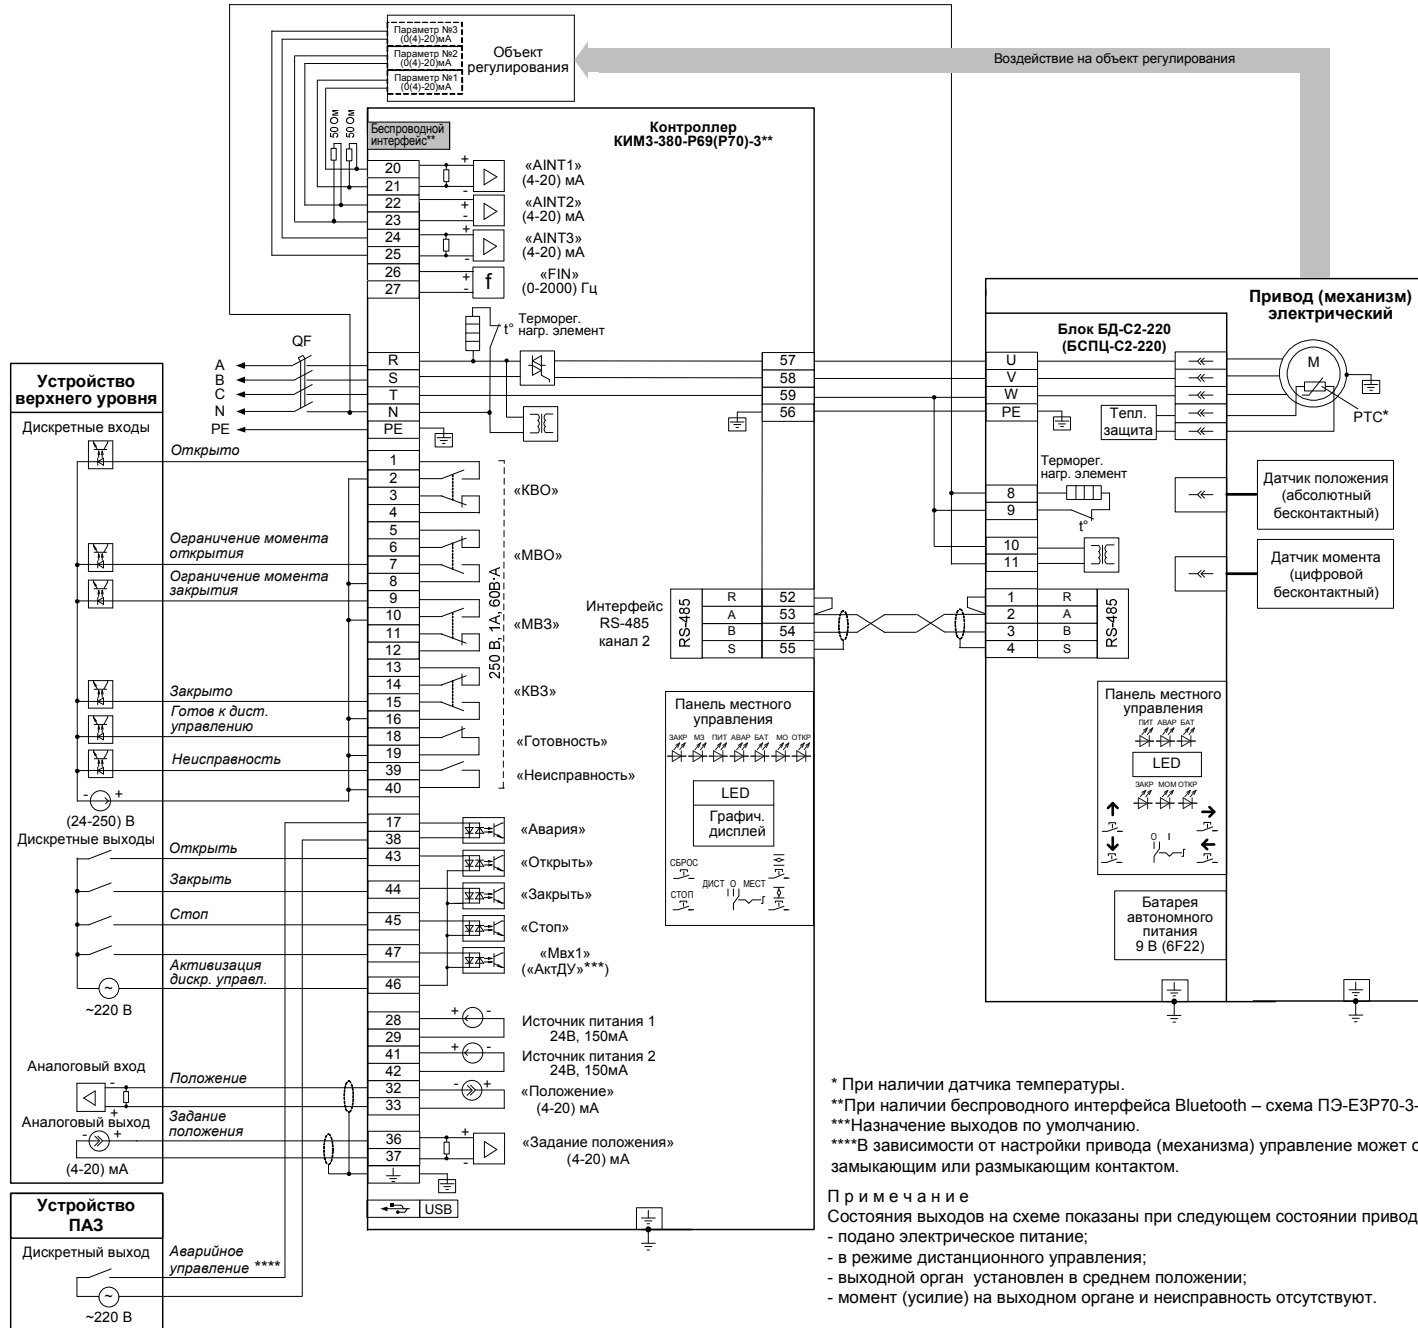 Параметр №3
(0(4)-20)мА
Параметр №2
(0(4)-20)мА
Параметр №1
(0(4)-20)мА
Объект
регулирования
Воздействие на объект регулирования
50 Ом
50 Ом
Беспроводной
интерфейс**
Контроллер
КИМ3-380-Р69(Р70)-3**
20
21
22
23
24
25
26
27
+
-
+
-
+
-
+
-
f
«AINT1»
(4-20) мА
«AINT2»
(4-20) мА
«AINT3»
(4-20) мА
«FIN»
(0-2000) Гц
t°
Терморег.
нагр. элемент
QF
A
B
C
N
PE
R
S
T
N
PE
57
58
59
56
Привод (механизм)
электрический
Блок БД-С2-220
(БСПЦ-С2-220)
U
V
W
PE
Тепл.
защита
M
PTC*
Терморег.
нагр. элемент
8
9
t°
10
11
Датчик положения
(абсолютный
бесконтактный)
Датчик момента
(цифровой
бесконтактный)
Устройство
верхнего уровня
Дискретные входы
Открыто
Ограничение момента
открытия
Ограничение момента
закрытия
Закрыто
Готов к дист.
управлению
Неисправность
- +
(24-250) В
1
2
3
4
5
6
7
8
9
10
11
12
13
14
15
16
18
19
39
40
«КВО»
«МВО»
«МВЗ»
«КВЗ»
«Готовность»
«Неисправность»
250 В, 1А, 60В·А
Интерфейс
RS-485
канал 2
RS-485
R 52
A 53
B 54
S 55
1 R
2 A
3 B
4 S
RS-485
Панель местного
управления
ЗАКР МЗ ПИТ АВАР БАТ МО ОТКР
LED
Графич.
дисплей
СБРОС
СТОП
ДИСТ О МЕСТ
Панель местного
управления
ПИТ АВАР БАТ
LED
ЗАКР МОМ ОТКР
O I
Батарея
автономного
питания
9 В (6F22)
Дискретные выходы
Открыть
Закрыть
Стоп
Активизация
дискр. управл.
~220 В
17
38
43
44
45
47
46
«Авария»
«Открыть»
«Закрыть»
«Стоп»
«Мвх1»
(«АктДУ»***)
28
29
41
42
32
33
36
37
+ -
+ -
- +
+
-
Источник питания 1
24В, 150мА
Источник питания 2
24В, 150мА
«Положение»
(4-20) мА
«Задание положения»
(4-20) мА
USB
Аналоговый вход
-
+
Положение
Аналоговый выход
- +
Задание
положения
(4-20) мА
Устройство
ПАЗ
Дискретный выход
Аварийное
управление ****
~220 В
* При наличии датчика температуры.
**При наличии беспроводного интерфейса Bluetooth – схема ПЭ-Е3Р70-3-
***Назначение выходов по умолчанию.
****В зависимости от настройки привода (механизма) управление может о
замыкающим или размыкающим контактом.
П р и м е ч а н и е
Состояния выходов на схеме показаны при следующем состоянии привод
- подано электрическое питание;
- в режиме дистанционного управления;
- выходной орган установлен в среднем положении;
- момент (усилие) на выходном органе и неисправность отсутствуют.